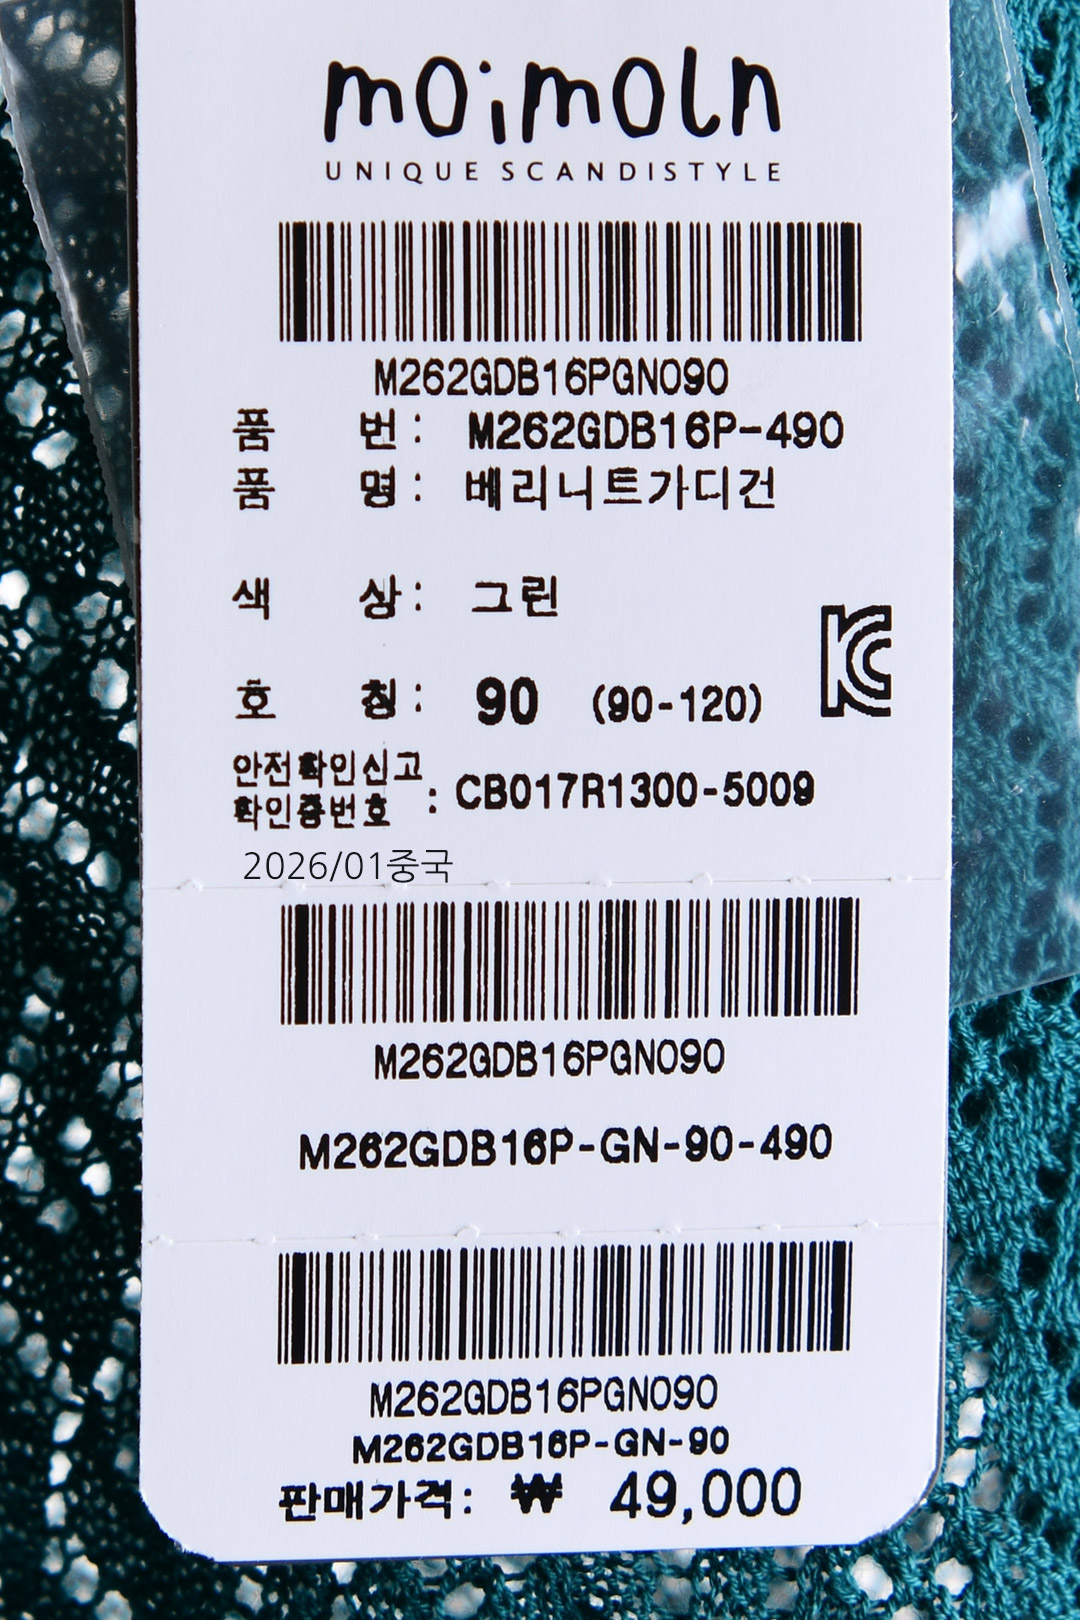 moimoln
UNIQUE SCANDISTYLE
M262GDB16PGN090
품 번 : M262GDB16P-490
품 명 : 베리니트가디건
색 상 : 그린
호 칭 : 90 (90-120)
안전확인신고
확인증번호 : CB017R1300-5009
2026/01중국
M262GDB16PGN090
M262GDB16P-GN-90-490
M262GDB16PGN090
M262GDB16P-GN-90
판매가격: ₩ 49,000